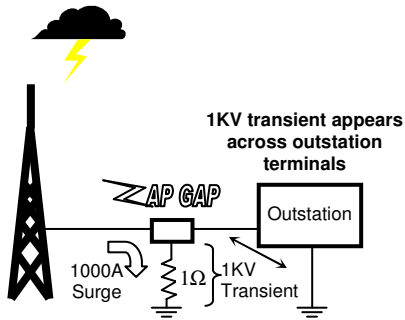 1KV transient appears
across outstation
terminals
ZAP GAP
Outstation
1000A
Surge
1Ω
1KV
Transient